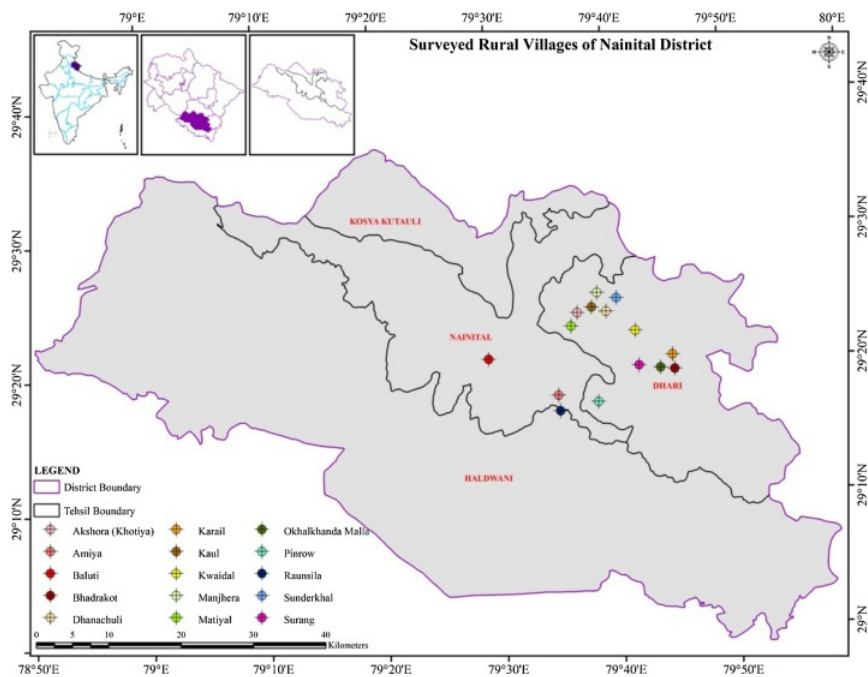 79°0'E 79°10'E 79°20'E 79°30'E 79°40'E 79°50'E 80°E
Surveyed Rural Villages of Nainital District
29°40'N
29°30'N
29°20'N
29°10'N
29°40'N
29°30'N
29°20'N
29°10'N
29°N
KOSYA KUTAULI
NAINITAL
DHARI
HALDWANI
LEGEND
District Boundary
Tehsil Boundary
Akshora (Khotiya) Karail Okhalkhanda Malla
Amiya Kaul Pinrow
Baluti Kwaidal Raunsila
Bhadrakot Manjhera Sunderkhal
Dhanachuli Matiyal Surang
0 5 10 20 30 40
Kilometers
78°50'E 79°E 79°10'E 79°20'E 79°30'E 79°40'E 79°50'E